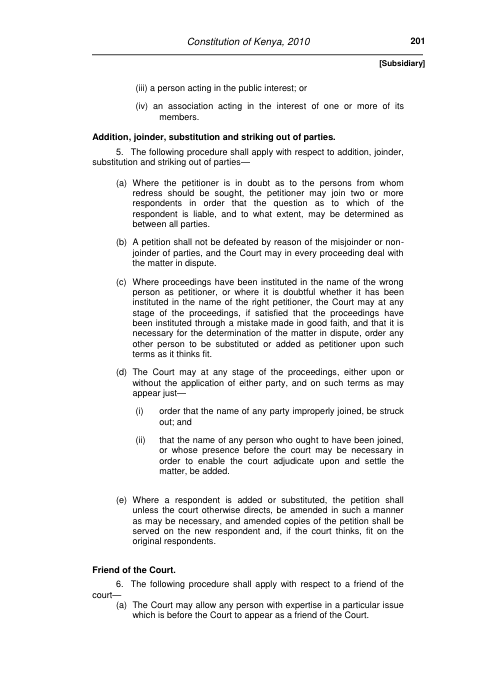 Constitution of Kenya, 2010 201
[Subsidiary]
(iii) a person acting in the public interest; or
(iv) an association acting in the interest of one or more of its
members.
Addition, joinder, substitution and striking out of parties.
5. The following procedure shall apply with respect to addition, joinder,
substitution and striking out of parties—
(a) Where the petitioner is in doubt as to the persons from whom
redress should be sought, the petitioner may join two or more
respondents in order that the question as to which of the
respondent is liable, and to what extent, may be determined as
between all parties.
(b) A petition shall not be defeated by reason of the misjoinder or non-
joinder of parties, and the Court may in every proceeding deal with
the matter in dispute.
(c) Where proceedings have been instituted in the name of the wrong
person as petitioner, or where it is doubtful whether it has been
instituted in the name of the right petitioner, the Court may at any
stage of the proceedings, if satisfied that the proceedings have
been instituted through a mistake made in good faith, and that it is
necessary for the determination of the matter in dispute, order any
other person to be substituted or added as petitioner upon such
terms as it thinks fit.
(d) The Court may at any stage of the proceedings, either upon or
without the application of either party, and on such terms as may
appear just—
(i) order that the name of any party improperly joined, be struck
out; and
(ii) that the name of any person who ought to have been joined,
or whose presence before the court may be necessary in
order to enable the court adjudicate upon and settle the
matter, be added.
(e) Where a respondent is added or substituted, the petition shall
unless the court otherwise directs, be amended in such a manner
as may be necessary, and amended copies of the petition shall be
served on the new respondent and, if the court thinks, fit on the
original respondents.
Friend of the Court.
6. The following procedure shall apply with respect to a friend of the
court—
(a) The Court may allow any person with expertise in a particular issue
which is before the Court to appear as a friend of the Court.